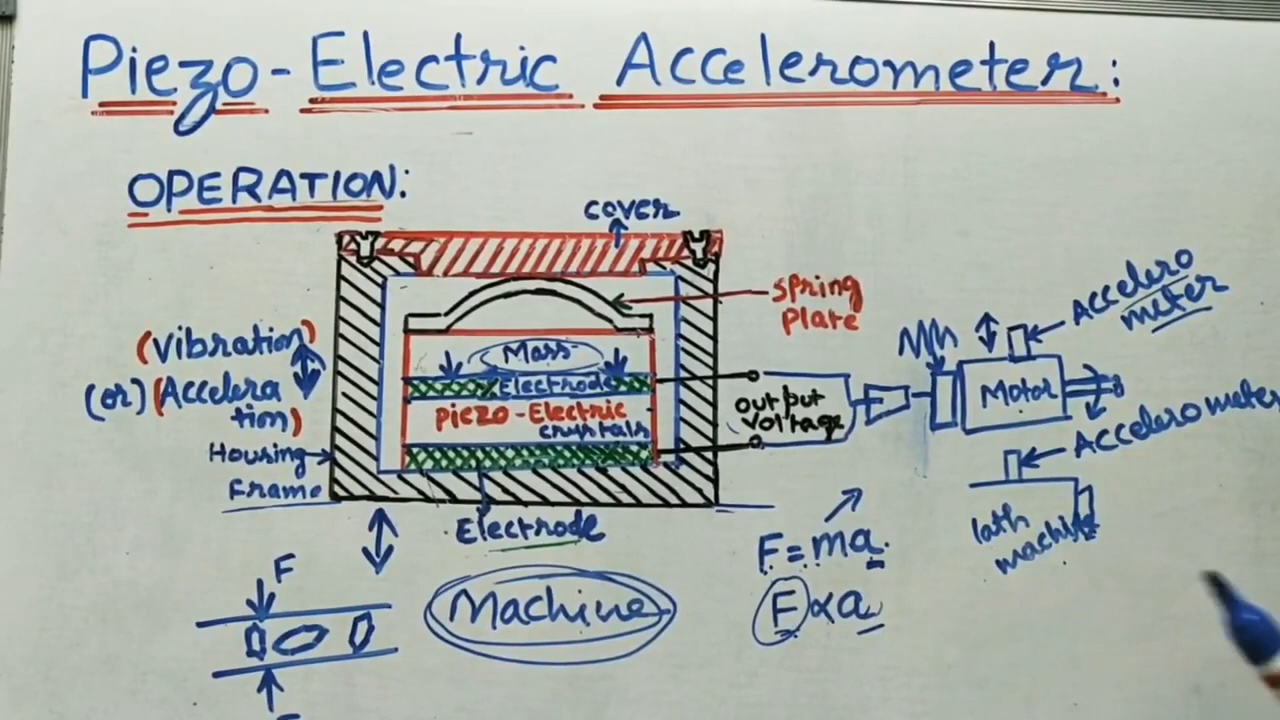 Piezo-Electric Accelerometer:
OPERATION:
cover
Spring
Plate
(Vibration)
(or) (Accelera
tion)
Housing
Frame
Mass
Electrode
Piezo-Electric
crystals
Electrode
output
Voltage
Motor
Accelero
meter
Accelerometer
lath
machine
F
Machine
F=ma.
F∝a